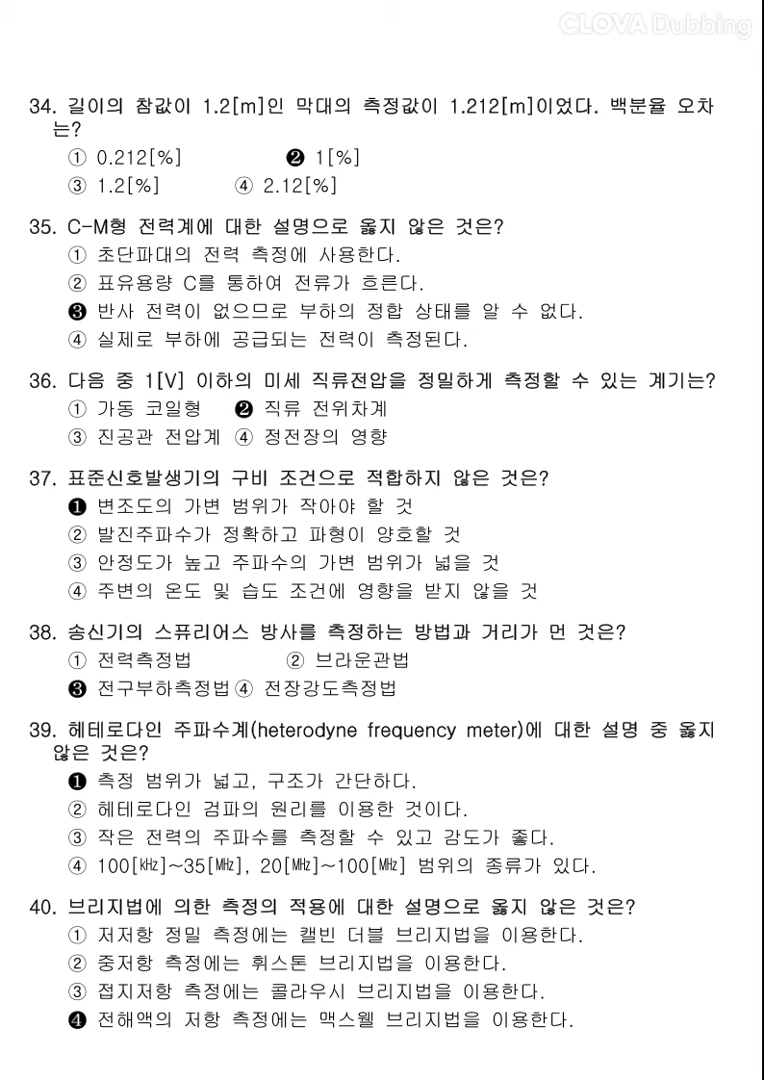 CLOVA Dubbing
34. 길이의 참값이 1.2[m]인 막대의 측정값이 1.212[m]이었다. 백분율 오차
는?
① 0.212[%] ❷ 1[%]
③ 1.2[%] ④ 2.12[%]
35. C-M형 전력계에 대한 설명으로 옳지 않은 것은?
① 초단파대의 전력 측정에 사용한다.
② 표유용량 C를 통하여 전류가 흐른다.
❸ 반사 전력이 없으므로 부하의 정합 상태를 알 수 없다.
④ 실제로 부하에 공급되는 전력이 측정된다.
36. 다음 중 1[V] 이하의 미세 직류전압을 정밀하게 측정할 수 있는 계기는?
① 가동 코일형 ❷ 직류 전위차계
③ 진공관 전압계 ④ 정전장의 영향
37. 표준신호발생기의 구비 조건으로 적합하지 않은 것은?
❶ 변조도의 가변 범위가 작아야 할 것
② 발진주파수가 정확하고 파형이 양호할 것
③ 안정도가 높고 주파수의 가변 범위가 넓을 것
④ 주변의 온도 및 습도 조건에 영향을 받지 않을 것
38. 송신기의 스퓨리어스 방사를 측정하는 방법과 거리가 먼 것은?
① 전력측정법 ② 브라운관법
❸ 전구부하측정법 ④ 전장강도측정법
39. 헤테로다인 주파수계(heterodyne frequency meter)에 대한 설명 중 옳지
않은 것은?
❶ 측정 범위가 넓고, 구조가 간단하다.
② 헤테로다인 검파의 원리를 이용한 것이다.
③ 작은 전력의 주파수를 측정할 수 있고 감도가 좋다.
④ 100[㎑]~35[㎒], 20[㎒]~100[㎒] 범위의 종류가 있다.
40. 브리지법에 의한 측정의 적용에 대한 설명으로 옳지 않은 것은?
① 저저항 정밀 측정에는 캘빈 더블 브리지법을 이용한다.
② 중저항 측정에는 휘스톤 브리지법을 이용한다.
③ 접지저항 측정에는 콜라우시 브리지법을 이용한다.
❹ 전해액의 저항 측정에는 맥스웰 브리지법을 이용한다.